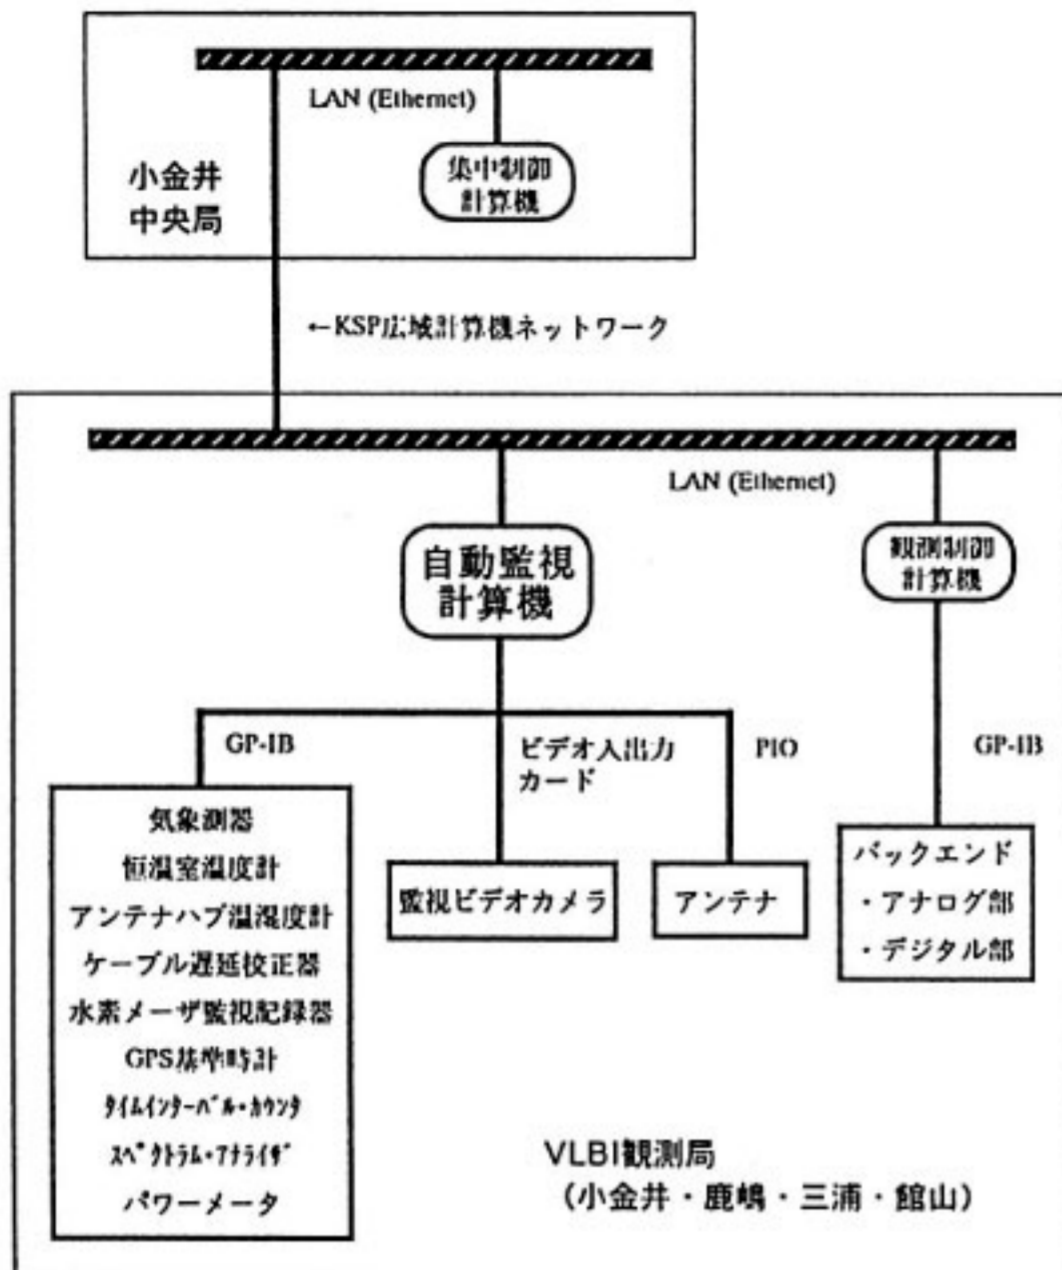 LAN (Ethernet)
集中制御
計算機
小金井
中央局
←KSP広域計算機ネットワーク
LAN (Ethernet)
自動監視
計算機
観測制御
計算機
GP-IB
ビデオ入出力
カード
PIO
GP-IB
気象測器
恒温室温度計
アンテナハブ温湿度計
ケーブル遅延校正器
水素メーザ監視記録器
GPS基準時計
ﾀｲﾑｲﾝﾀｰﾊﾞﾙ･ｶｳﾝﾀ
ｽﾍﾟｸﾄﾗﾑ･ｱﾅﾗｲｻﾞ
パワーメータ
監視ビデオカメラ
アンテナ
バックエンド
・アナログ部
・デジタル部
VLBI観測局
（小金井・鹿嶋・三浦・館山）